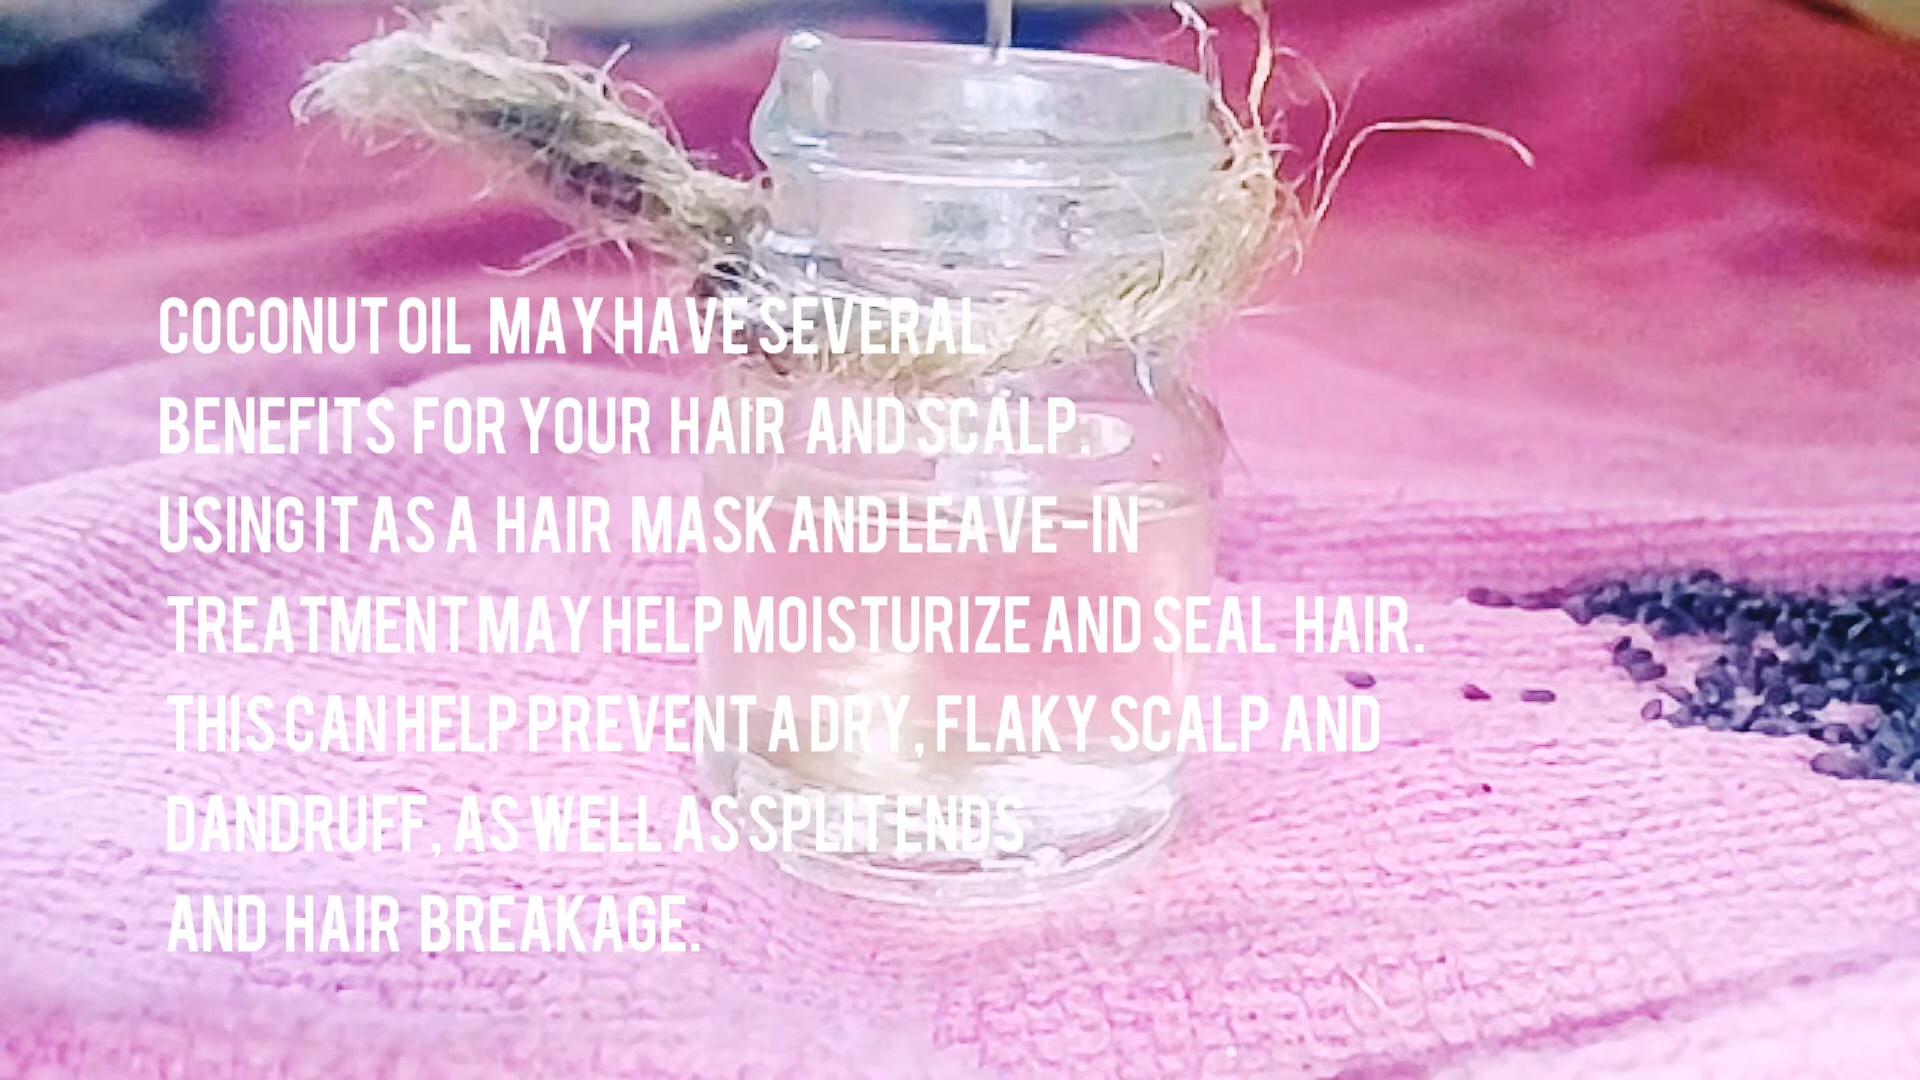 COCONUT OIL MAY HAVE SEVERAL
BENEFITS FOR YOUR HAIR AND SCALP.
USING IT AS A HAIR MASK AND LEAVE-IN
TREATMENT MAY HELP MOISTURIZE AND SEAL HAIR.
THIS CAN HELP PREVENT A DRY, FLAKY SCALP AND
DANDRUFF, AS WELL AS SPLIT ENDS
AND HAIR BREAKAGE.